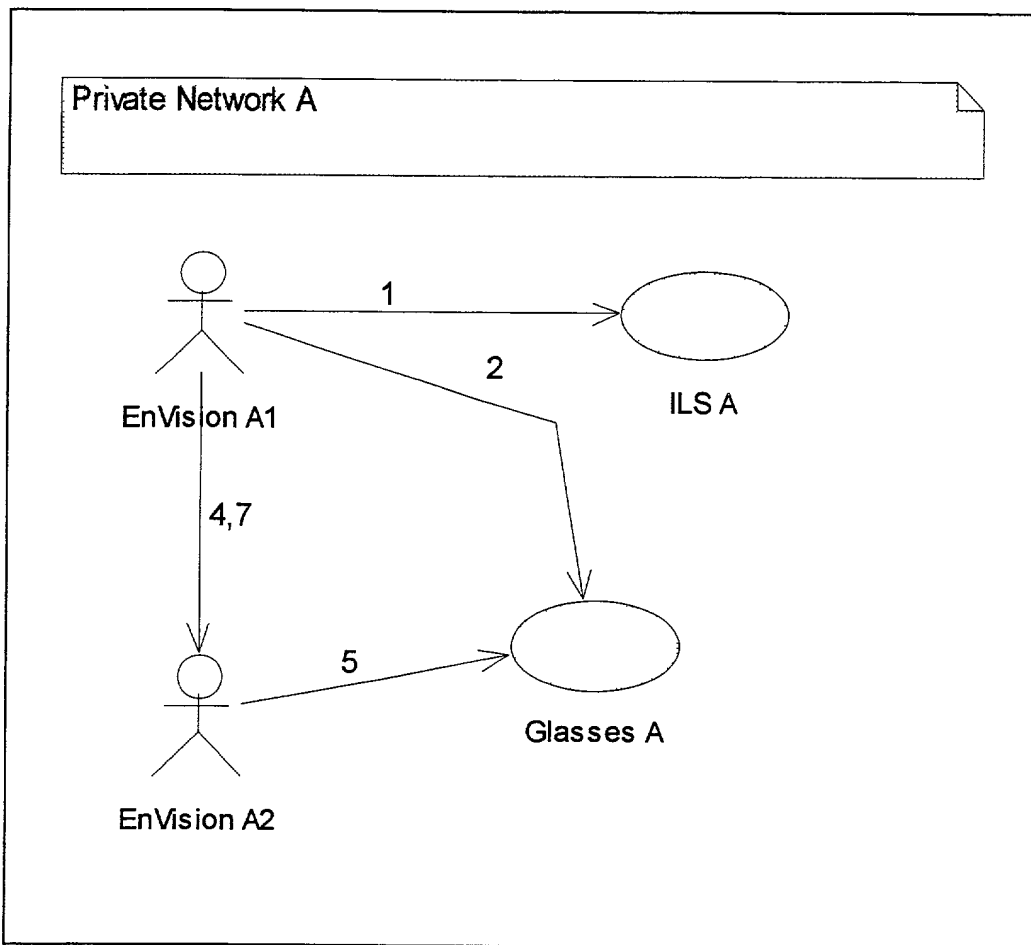 Private Network A
1
2
ILS A
EnVision A1
4,7
5
Glasses A
EnVision A2